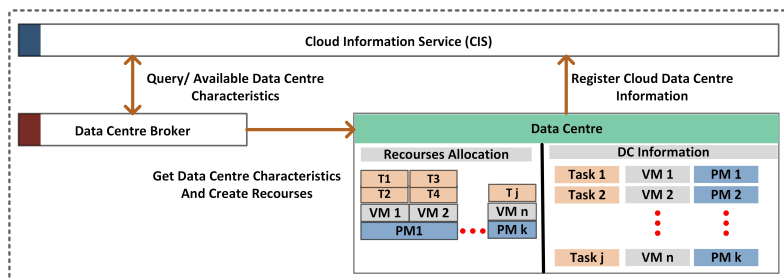 Cloud Information Service (CIS)
Query/ Available Data Centre
Characteristics
Register Cloud Data Centre
Information
Data Centre Broker
Data Centre
Get Data Centre Characteristics
And Create Recourses
Recourses Allocation
T1 T3
T2 T4 T j
VM 1 VM 2 VM n
PM1 PM k
DC Information
Task 1 VM 1 PM 1
Task 2 VM 2 PM 2
Task j VM n PM k